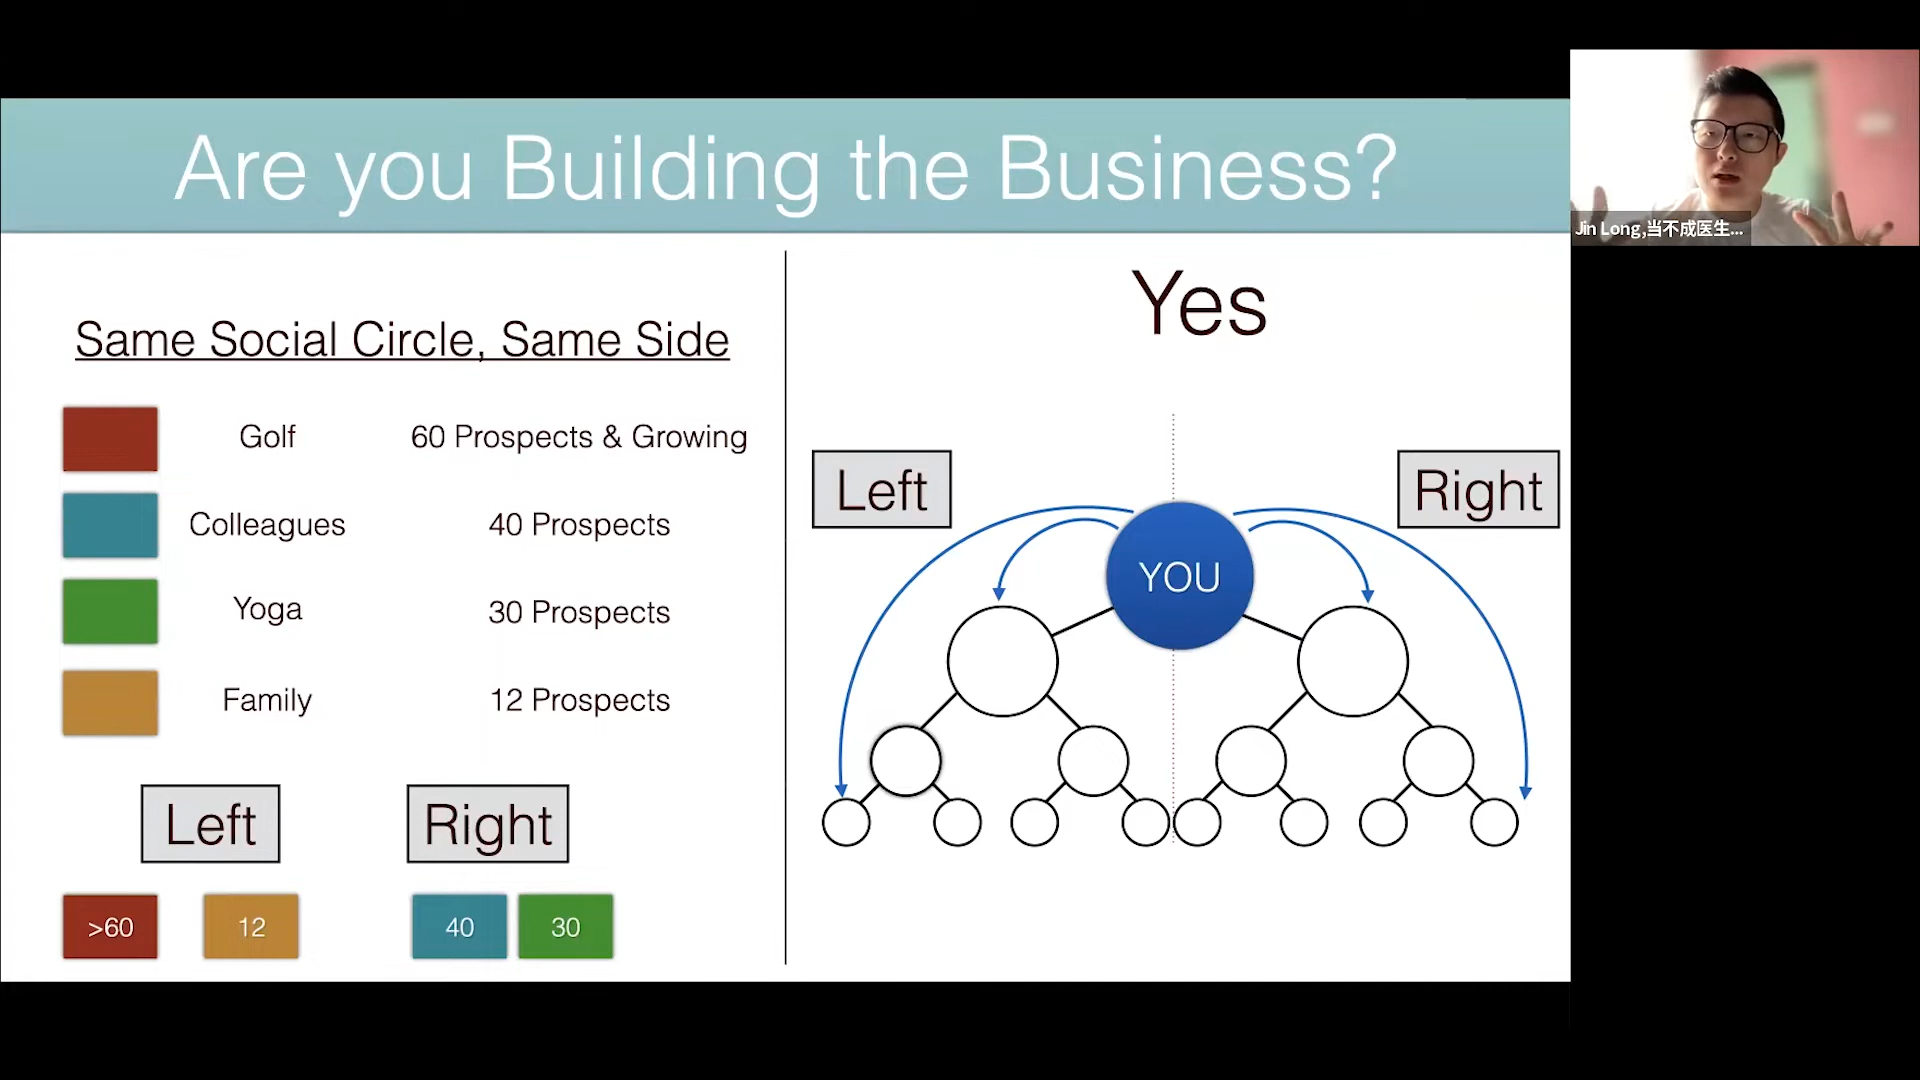 Are you Building the Business?
Jin Long,当不成医生...
Same Social Circle, Same Side
Golf 60 Prospects & Growing
Colleagues 40 Prospects
Yoga 30 Prospects
Family 12 Prospects
Left Right
>60 12 40 30
Yes
Left Right
YOU